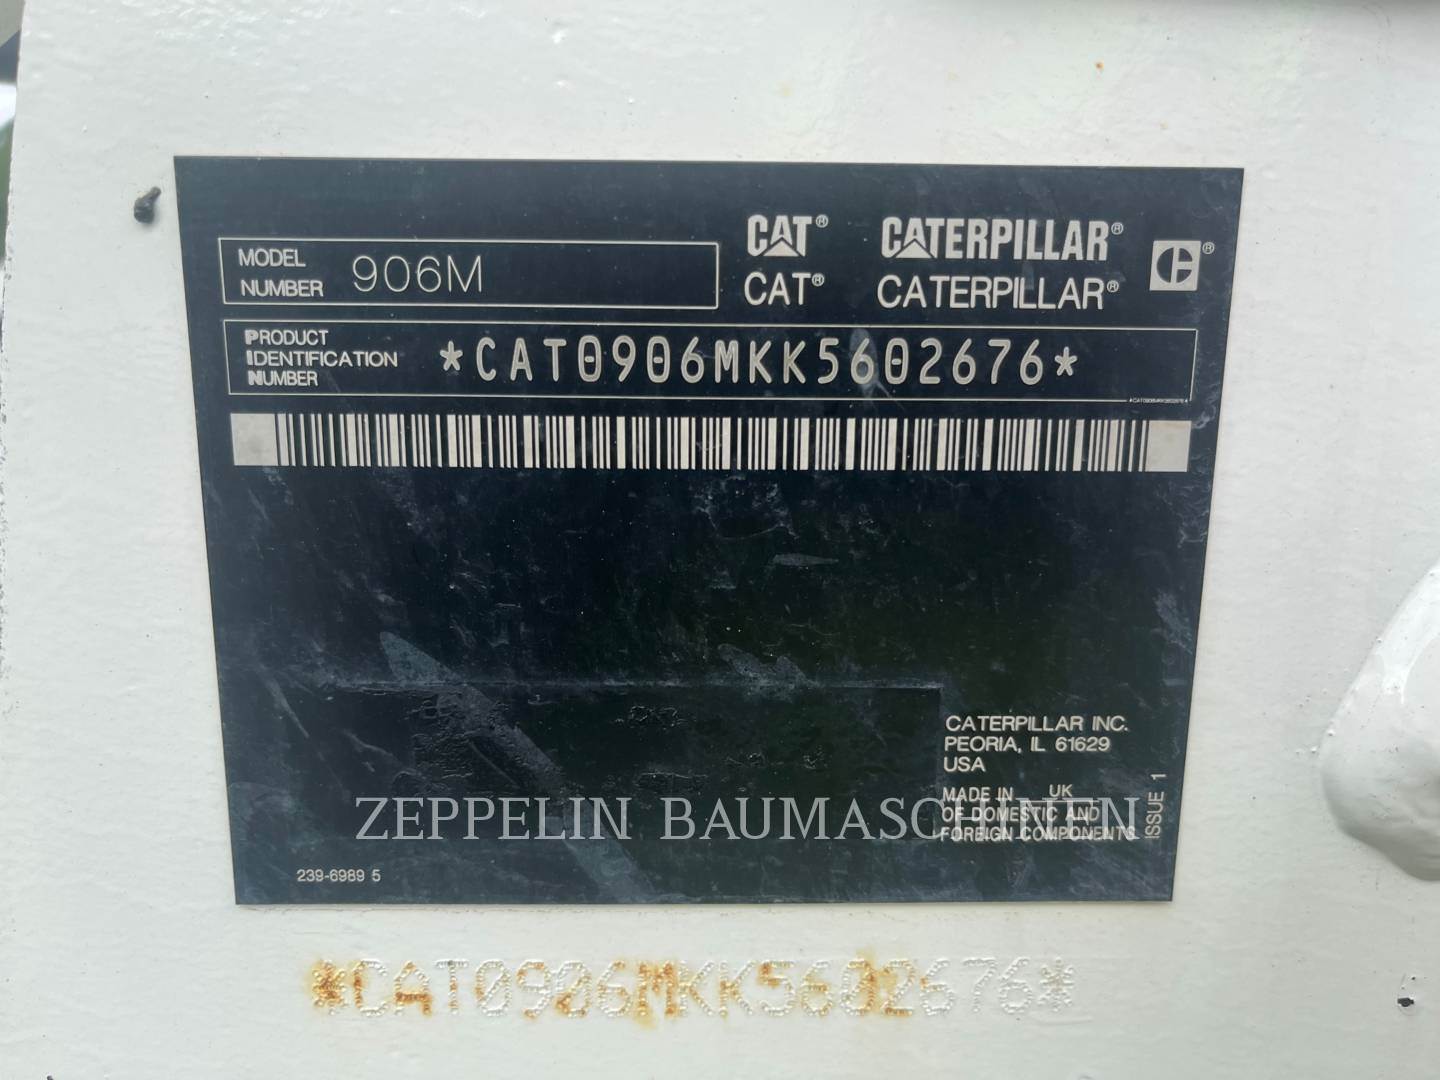 MODEL NUMBER 906M
CAT® CATERPILLAR®
CAT® CATERPILLAR®
PRODUCT IDENTIFICATION NUMBER *CAT0906MKK5602676*
*CAT0906MKK5602676*
CATERPILLAR INC.
PEORIA, IL 61629
USA
MADE IN UK
OF DOMESTIC AND
FOREIGN COMPONENTS
ISSUE 1
ZEPPELIN BAUMASCHINEN
239-6989 5
*CAT0906MKK5602676*